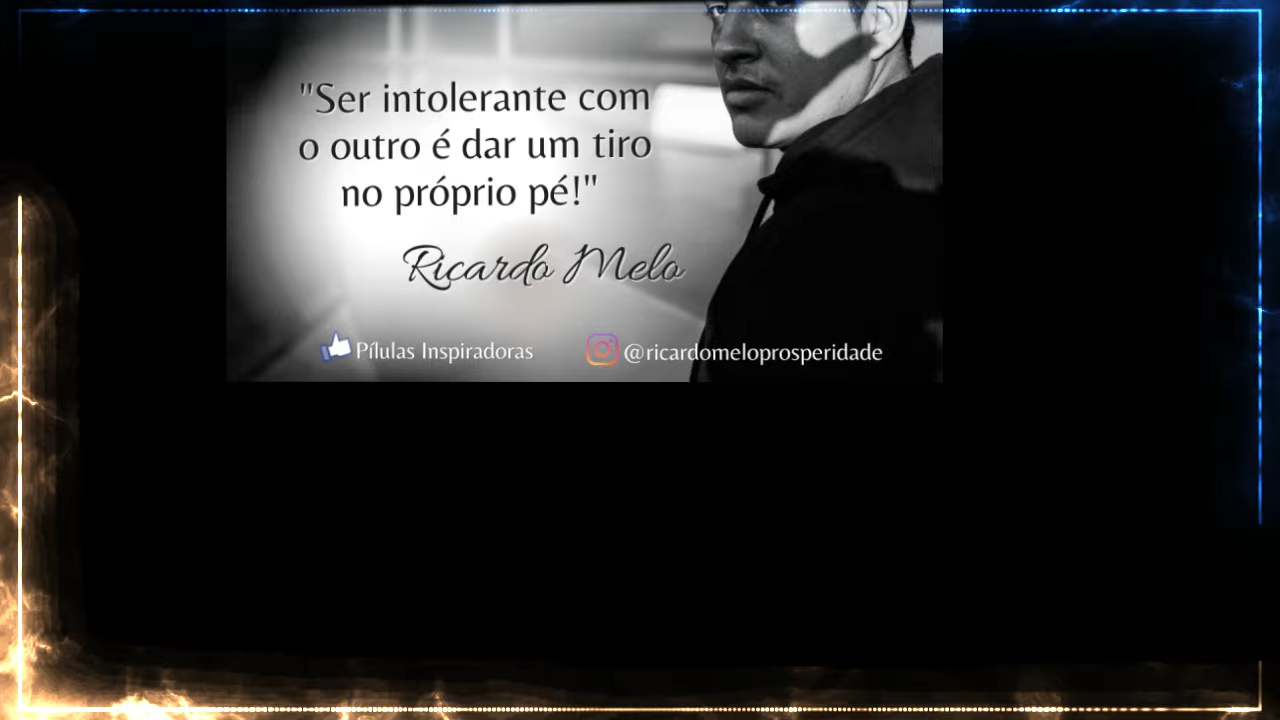 "Ser intolerante com
o outro é dar um tiro
no próprio pé!"
Ricardo Melo
Pílulas Inspiradoras @ricardomeloprosperidade